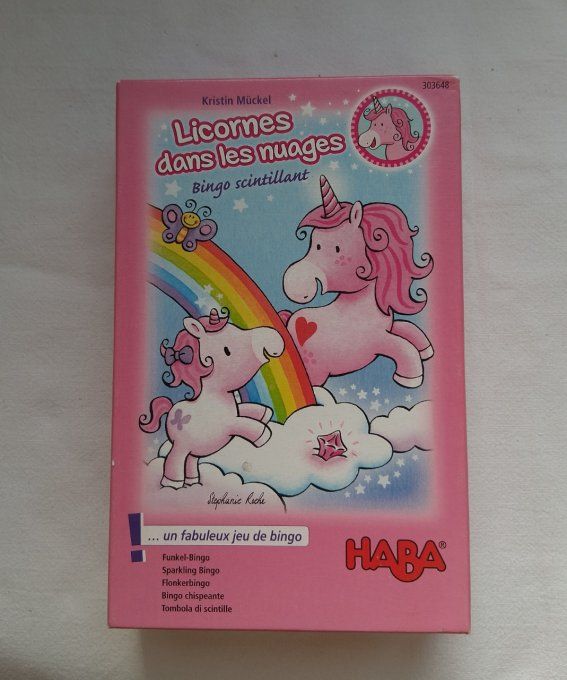 303648
Kristin Mückel
Licornes
dans les nuages
Bingo scintillant
Stephanie Roehe
! ... un fabuleux jeu de bingo
HABA®
Funkel-Bingo
Sparkling Bingo
Flonkerbingo
Bingo chispeante
Tombola di scintille